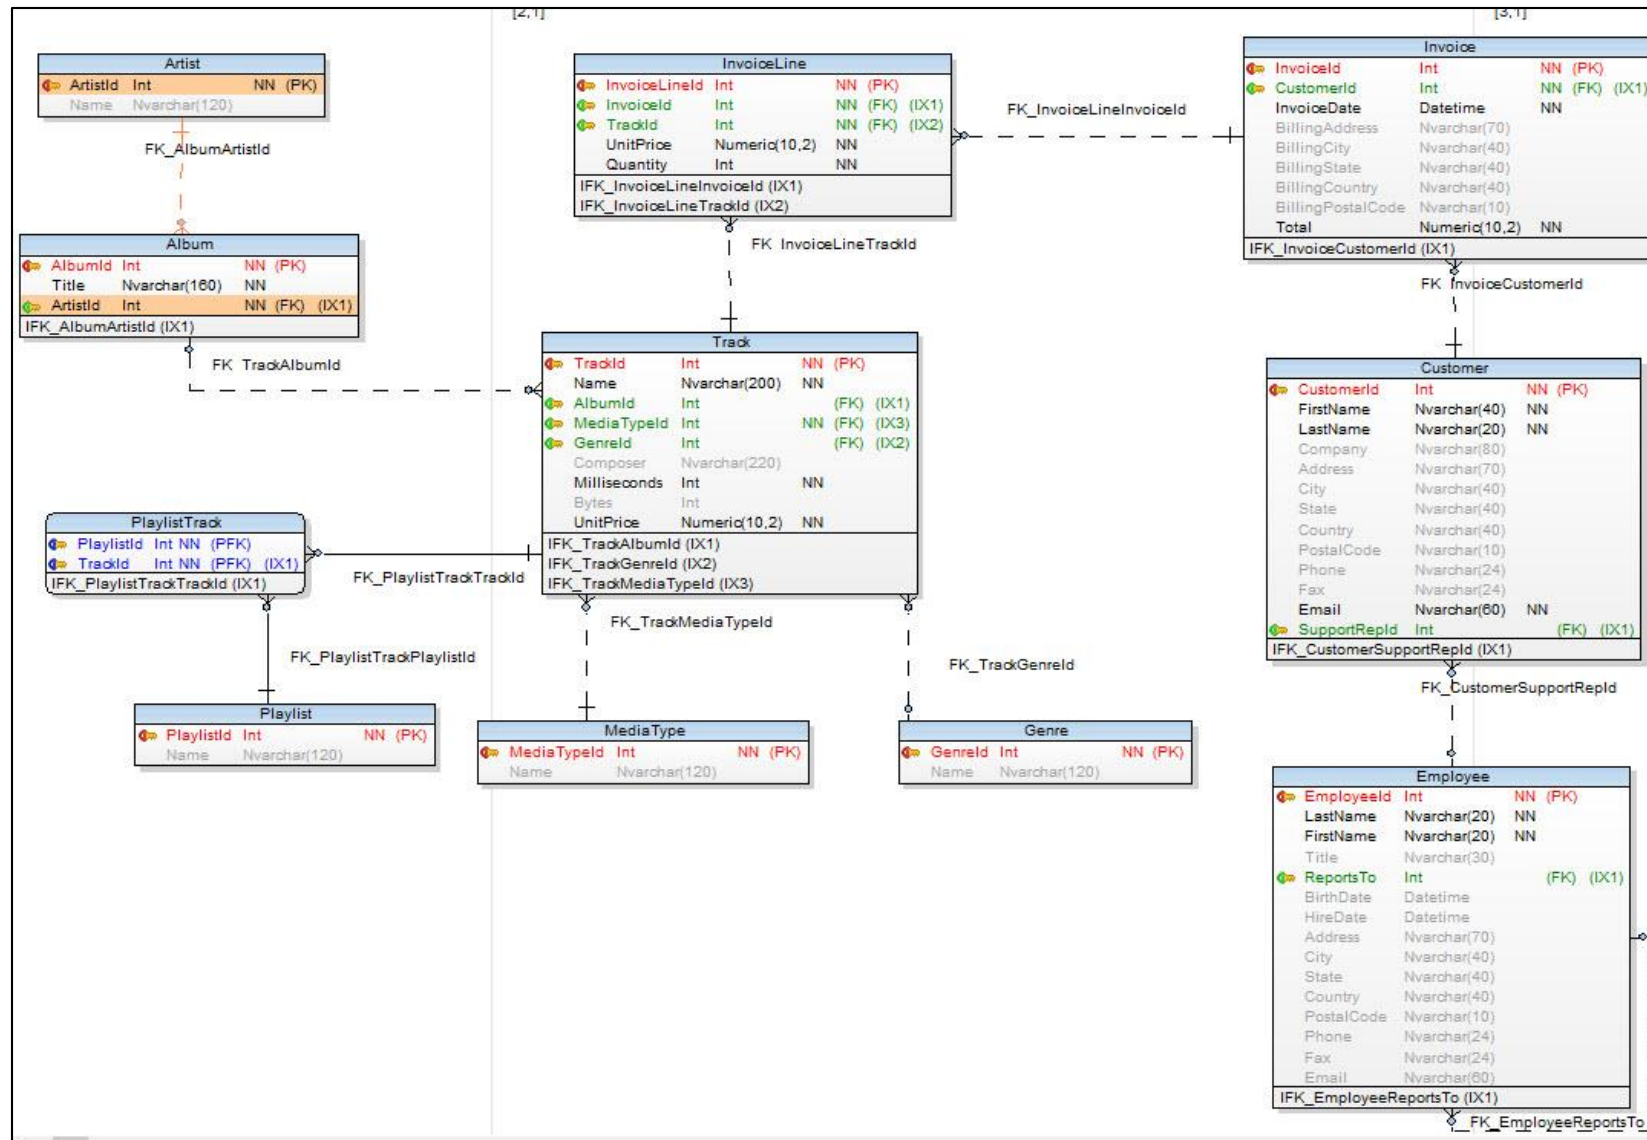 [2,1]
[3,1]
Artist
ArtistId Int NN (PK)
Name Nvarchar(120)
FK_AlbumArtistId
Album
AlbumId Int NN (PK)
Title Nvarchar(160) NN
ArtistId Int NN (FK) (IX1)
IFK_AlbumArtistId (IX1)
FK_TrackAlbumId
InvoiceLine
InvoiceLineId Int NN (PK)
InvoiceId Int NN (FK) (IX1)
TrackId Int NN (FK) (IX2)
UnitPrice Numeric(10,2) NN
Quantity Int NN
IFK_InvoiceLineInvoiceId (IX1)
IFK_InvoiceLineTrackId (IX2)
FK_InvoiceLineInvoiceId
FK_InvoiceLineTrackId
Invoice
InvoiceId Int NN (PK)
CustomerId Int NN (FK) (IX1)
InvoiceDate Datetime NN
BillingAddress Nvarchar(70)
BillingCity Nvarchar(40)
BillingState Nvarchar(40)
BillingCountry Nvarchar(40)
BillingPostalCode Nvarchar(10)
Total Numeric(10,2) NN
IFK_InvoiceCustomerId (IX1)
FK_InvoiceCustomerId
Track
TrackId Int NN (PK)
Name Nvarchar(200) NN
AlbumId Int (FK) (IX1)
MediaTypeId Int NN (FK) (IX3)
GenreId Int (FK) (IX2)
Composer Nvarchar(220)
Milliseconds Int NN
Bytes Int
UnitPrice Numeric(10,2) NN
IFK_TrackAlbumId (IX1)
IFK_TrackGenreId (IX2)
IFK_TrackMediaTypeId (IX3)
Customer
CustomerId Int NN (PK)
FirstName Nvarchar(40) NN
LastName Nvarchar(20) NN
Company Nvarchar(80)
Address Nvarchar(70)
City Nvarchar(40)
State Nvarchar(40)
Country Nvarchar(40)
PostalCode Nvarchar(10)
Phone Nvarchar(24)
Fax Nvarchar(24)
Email Nvarchar(60) NN
SupportRepId Int (FK) (IX1)
IFK_CustomerSupportRepId (IX1)
FK_CustomerSupportRepId
PlaylistTrack
PlaylistId Int NN (PFK)
TrackId Int NN (PFK) (IX1)
IFK_PlaylistTrackTrackId (IX1)
FK_PlaylistTrackTrackId
FK_PlaylistTrackPlaylistId
FK_TrackMediaTypeId
FK_TrackGenreId
Playlist
PlaylistId Int NN (PK)
Name Nvarchar(120)
MediaType
MediaTypeId Int NN (PK)
Name Nvarchar(120)
Genre
GenreId Int NN (PK)
Name Nvarchar(120)
Employee
EmployeeId Int NN (PK)
LastName Nvarchar(20) NN
FirstName Nvarchar(20) NN
Title Nvarchar(30)
ReportsTo Int (FK) (IX1)
BirthDate Datetime
HireDate Datetime
Address Nvarchar(70)
City Nvarchar(40)
State Nvarchar(40)
Country Nvarchar(40)
PostalCode Nvarchar(10)
Phone Nvarchar(24)
Fax Nvarchar(24)
Email Nvarchar(60)
IFK_EmployeeReportsTo (IX1)
FK_EmployeeReportsTo